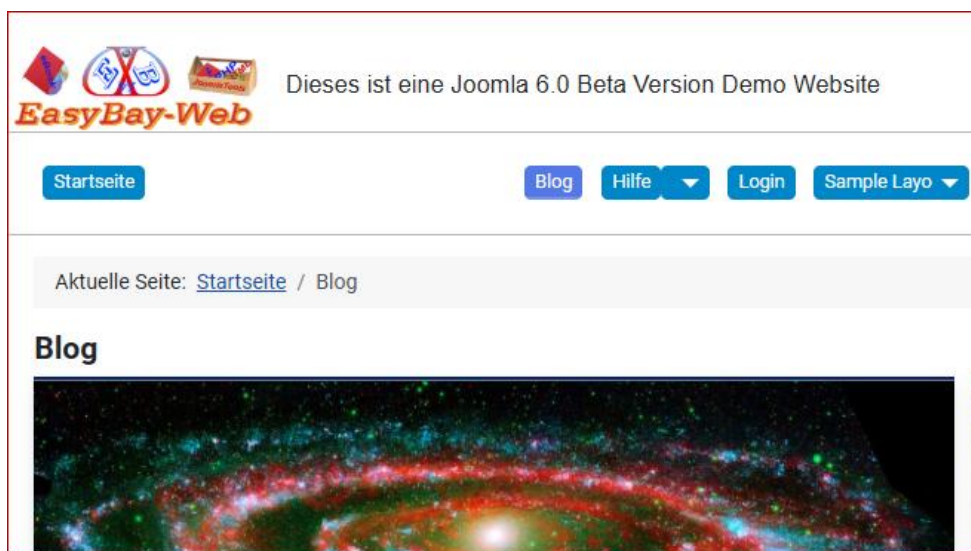 EasyBay-Web
Dieses ist eine Joomla 6.0 Beta Version Demo Website
Startseite
Blog
Hilfe
Login
Sample Layo
Aktuelle Seite: Startseite / Blog
Blog